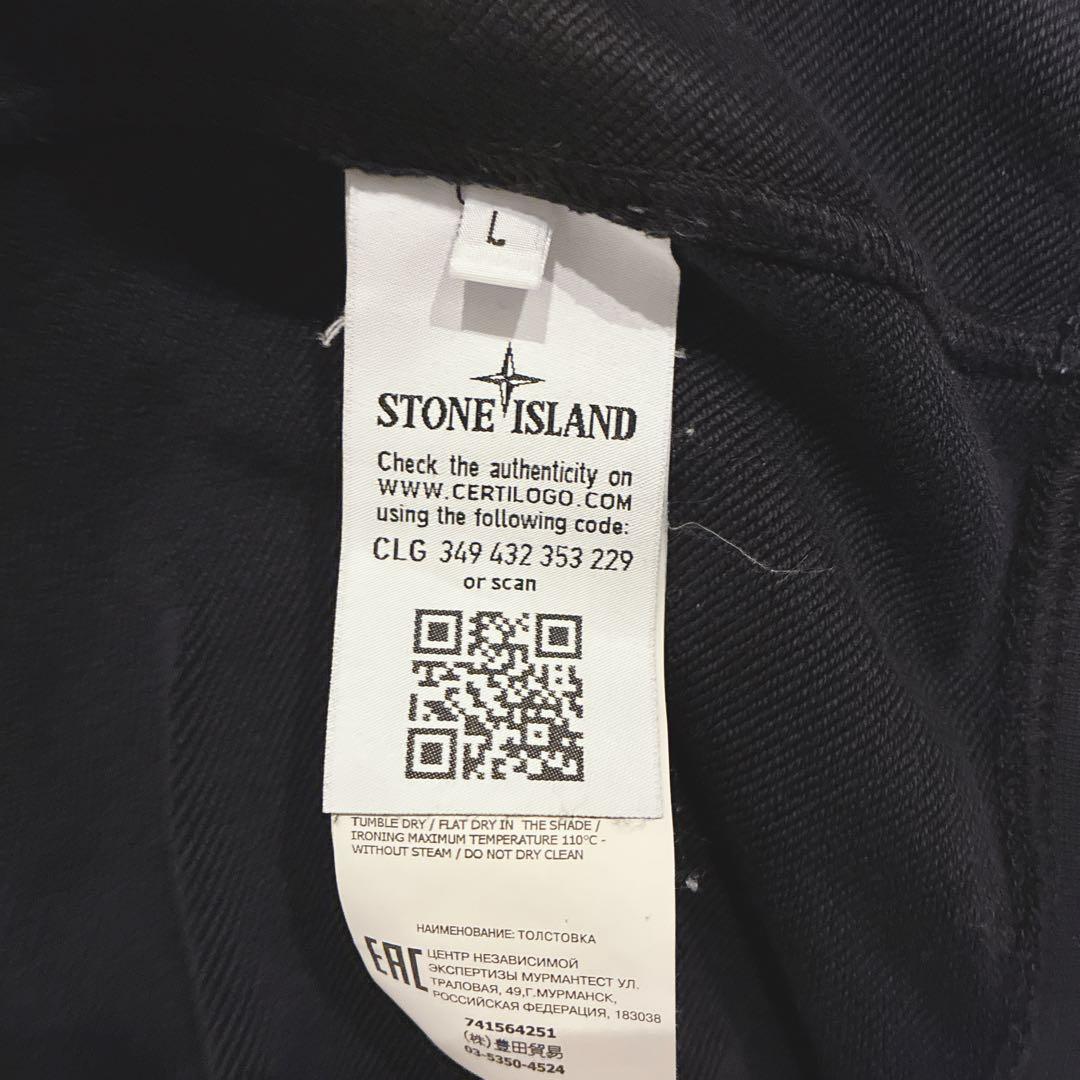 L
STONE ISLAND
Check the authenticity on
WWW.CERTILOGO.COM
using the following code:
CLG 349 432 353 229
or scan
TUMBLE DRY / FLAT DRY IN THE SHADE /
IRONING MAXIMUM TEMPERATURE 110°C -
WITHOUT STEAM / DO NOT DRY CLEAN
НАИМЕНОВАНИЕ: ТОЛСТОВКА
EAC
ЦЕНТР НЕЗАВИСИМОЙ
ЭКСПЕРТИЗЫ МУРМАНТЕСТ УЛ.
ТРАЛОВАЯ, 49,Г.МУРМАНСК,
РОССИЙСКАЯ ФЕДЕРАЦИЯ, 183038
741564251
(株)豊田貿易
03-5350-4524